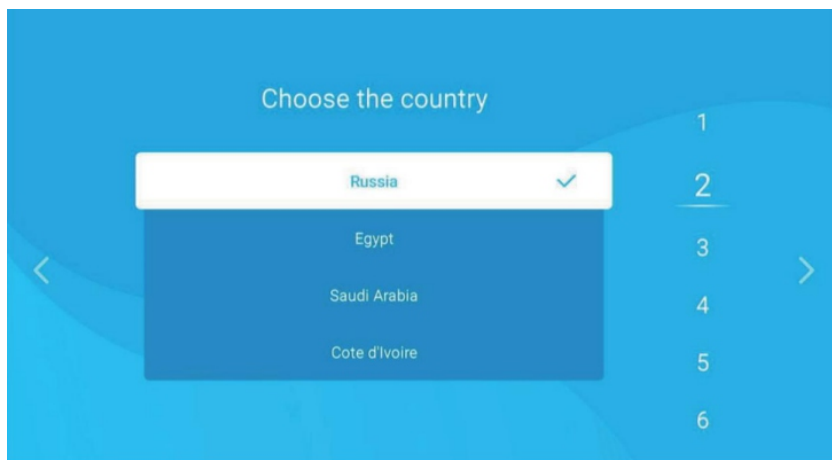 Choose the country
Russia
Egypt
Saudi Arabia
Cote d'Ivoire
1
2
3
4
5
6